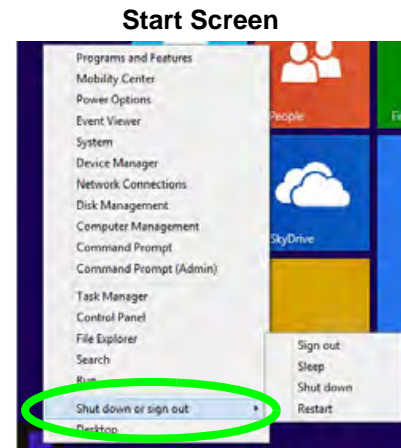 Start Screen
Programs and Features
Mobility Center
Power Options
Event Viewer
System
Device Manager
Network Connections
Disk Management
Computer Management
Command Prompt
Command Prompt (Admin)
Task Manager
Control Panel
File Explorer
Search
Run
Shut down or sign out
Desktop
Sign out
Sleep
Shut down
Restart
People
SkyDrive